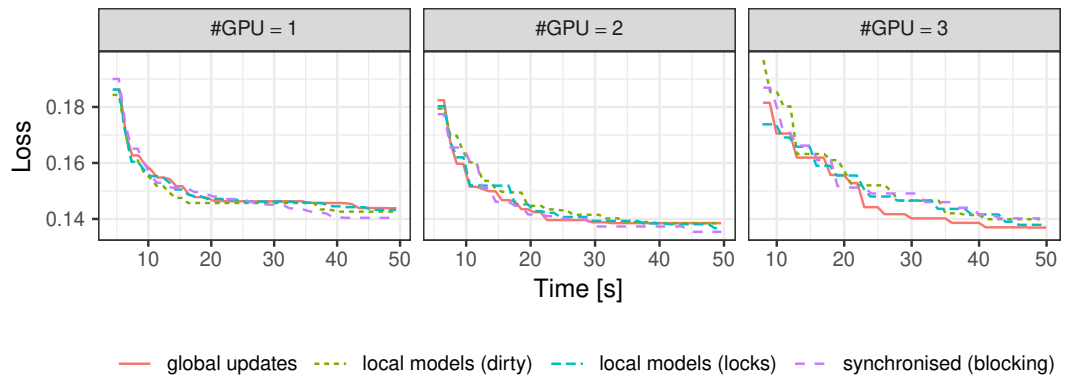 #GPU = 1
#GPU = 2
#GPU = 3
Loss
0.18
0.16
0.14
10 20 30 40 50
10 20 30 40 50
10 20 30 40 50
Time [s]
global updates local models (dirty) local models (locks) synchronised (blocking)